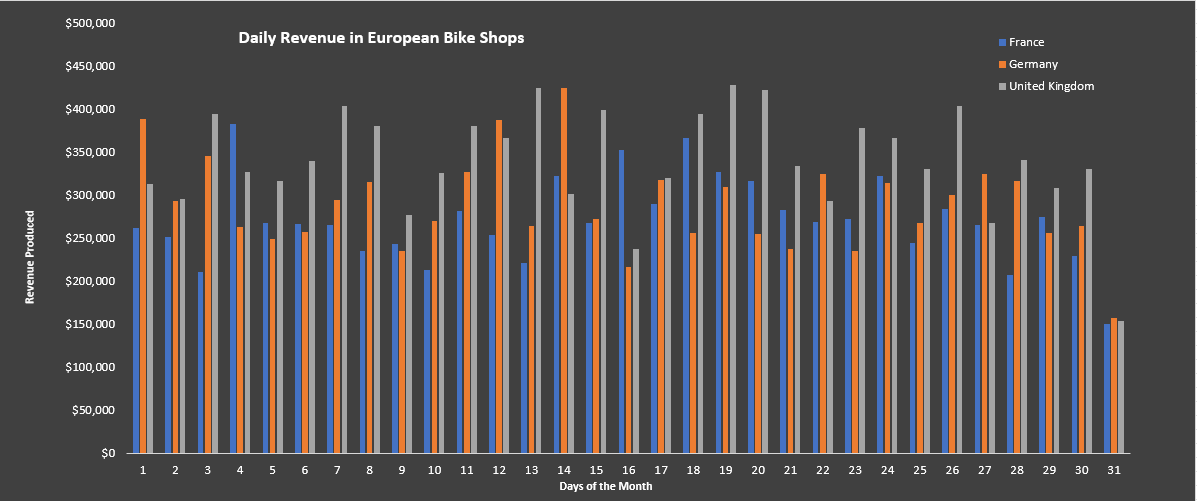 $500,000
Daily Revenue in European Bike Shops
France
$450,000
Germany
United Kingdom
$400,000
$350,000
$300,000
$250,000
$200,000
$150,000
$100,000
$50,000
$0
Revenue Produced
1 2 3 4 5 6 7 8 9 10 11 12 13 14 15 16 17 18 19 20 21 22 23 24 25 26 27 28 29 30 31
Days of the Month